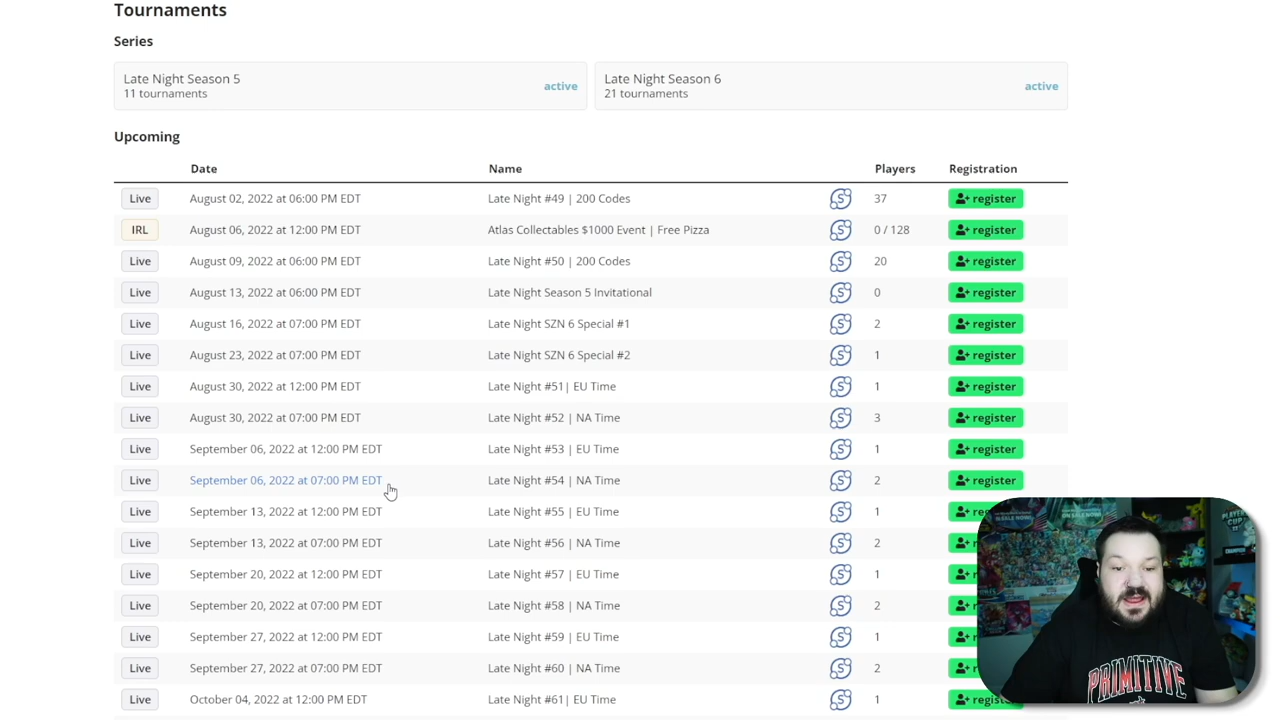 Tournaments
Series
Late Night Season 5
11 tournaments
active
Late Night Season 6
21 tournaments
active
Upcoming
Date Name Players Registration
Live August 02, 2022 at 06:00 PM EDT Late Night #49 | 200 Codes 37 register
IRL August 06, 2022 at 12:00 PM EDT Atlas Collectables $1000 Event | Free Pizza 0 / 128 register
Live August 09, 2022 at 06:00 PM EDT Late Night #50 | 200 Codes 20 register
Live August 13, 2022 at 06:00 PM EDT Late Night Season 5 Invitational 0 register
Live August 16, 2022 at 07:00 PM EDT Late Night SZN 6 Special #1 2 register
Live August 23, 2022 at 07:00 PM EDT Late Night SZN 6 Special #2 1 register
Live August 30, 2022 at 12:00 PM EDT Late Night #51| EU Time 1 register
Live August 30, 2022 at 07:00 PM EDT Late Night #52 | NA Time 3 register
Live September 06, 2022 at 12:00 PM EDT Late Night #53 | EU Time 1 register
Live September 06, 2022 at 07:00 PM EDT Late Night #54 | NA Time 2 register
Live September 13, 2022 at 12:00 PM EDT Late Night #55 | EU Time 1
Live September 13, 2022 at 07:00 PM EDT Late Night #56 | NA Time 2
Live September 20, 2022 at 12:00 PM EDT Late Night #57 | EU Time 1
Live September 20, 2022 at 07:00 PM EDT Late Night #58 | NA Time 2
Live September 27, 2022 at 12:00 PM EDT Late Night #59 | EU Time 1
Live September 27, 2022 at 07:00 PM EDT Late Night #60 | NA Time 2
Live October 04, 2022 at 12:00 PM EDT Late Night #61| EU Time 1
PLAYERS
CUP
CHAMPION
PRIMITIVE